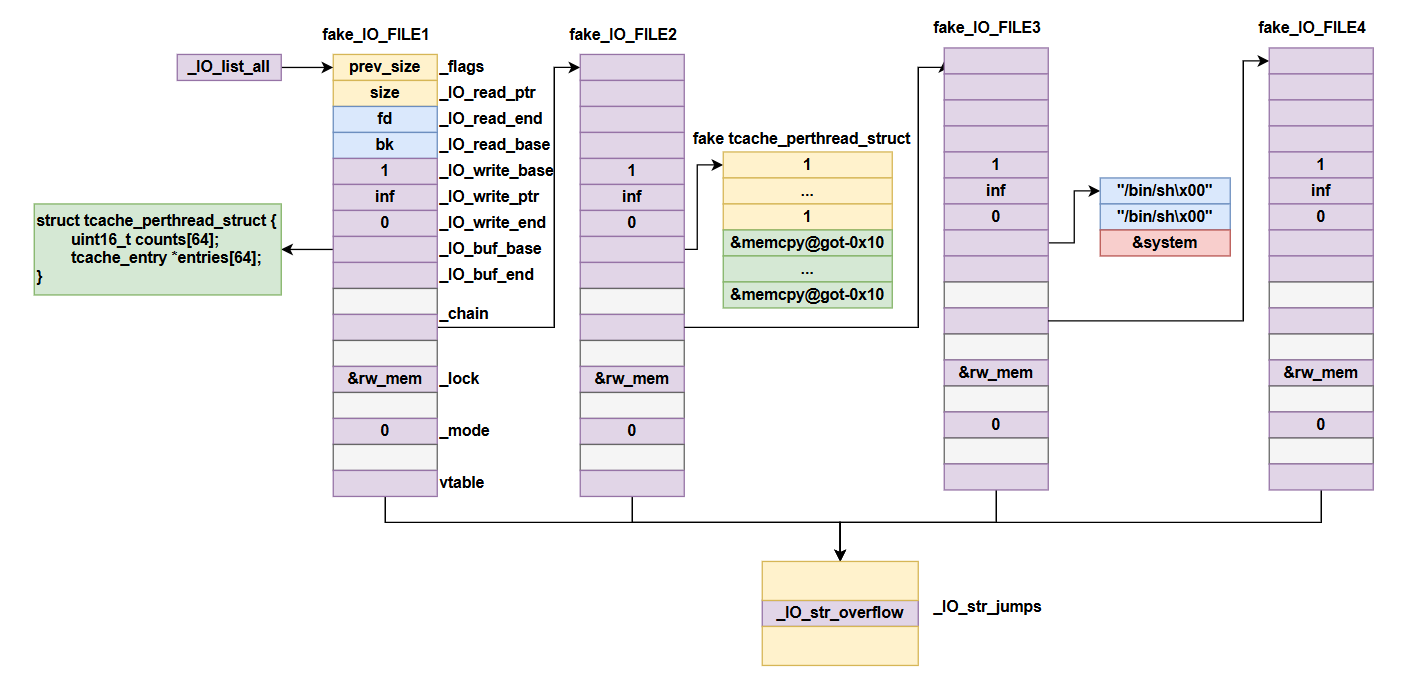 fake_IO_FILE1
fake_IO_FILE2
fake_IO_FILE3
fake_IO_FILE4
_IO_list_all
prev_size
_flags
size
_IO_read_ptr
fd
_IO_read_end
bk
_IO_read_base
1
_IO_write_base
inf
_IO_write_ptr
0
_IO_write_end
_IO_buf_base
_IO_buf_end
_chain
&rw_mem
_lock
0
_mode
vtable
struct tcache_perthread_struct {
uint16_t counts[64];
tcache_entry *entries[64];
}
1
inf
0
&rw_mem
0
fake tcache_perthread_struct
1
...
1
&memcpy@got-0x10
...
&memcpy@got-0x10
1
inf
0
&rw_mem
0
"/bin/sh\x00"
"/bin/sh\x00"
&system
1
inf
0
&rw_mem
0
_IO_str_overflow
_IO_str_jumps